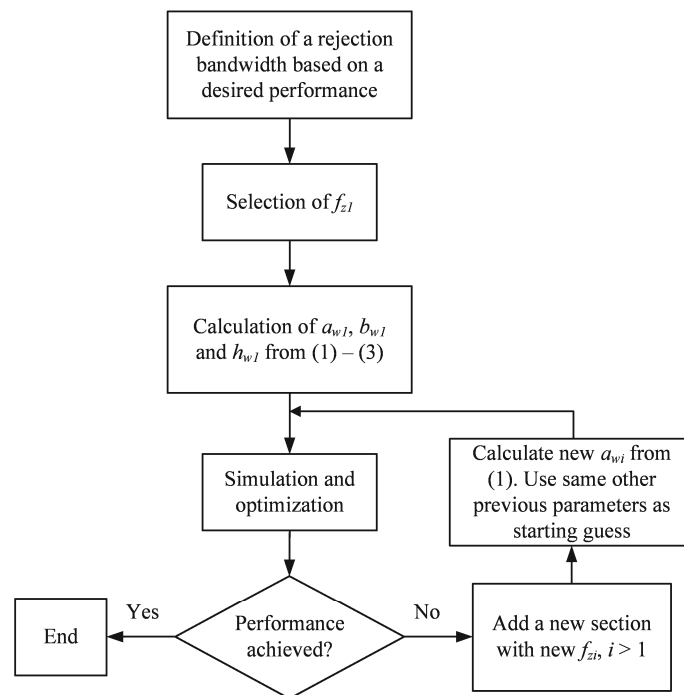 Definition of a rejection
bandwidth based on a
desired performance
Selection of fz1
Calculation of aw1, bw1
and hw1 from (1) – (3)
Simulation and
optimization
Calculate new awi from
(1). Use same other
previous parameters as
starting guess
Performance
achieved?
Yes
No
End
Add a new section
with new fzi, i > 1